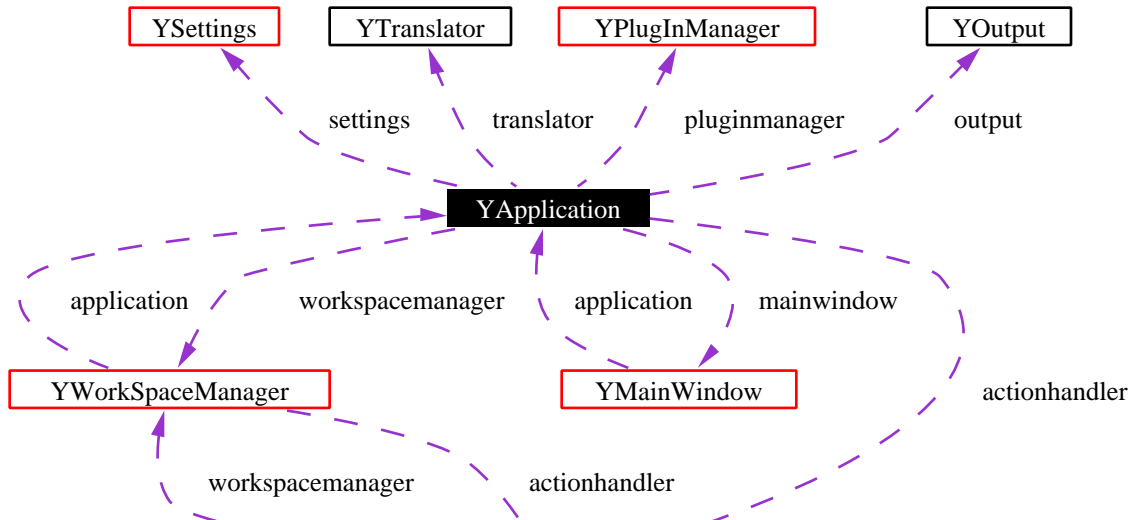 YSettings YTranslator YPlugInManager YOutput
settings translator pluginmanager output
YApplication
application workspacemanager application mainwindow
YWorkSpaceManager YMainWindow actionhandler
workspacemanager actionhandler